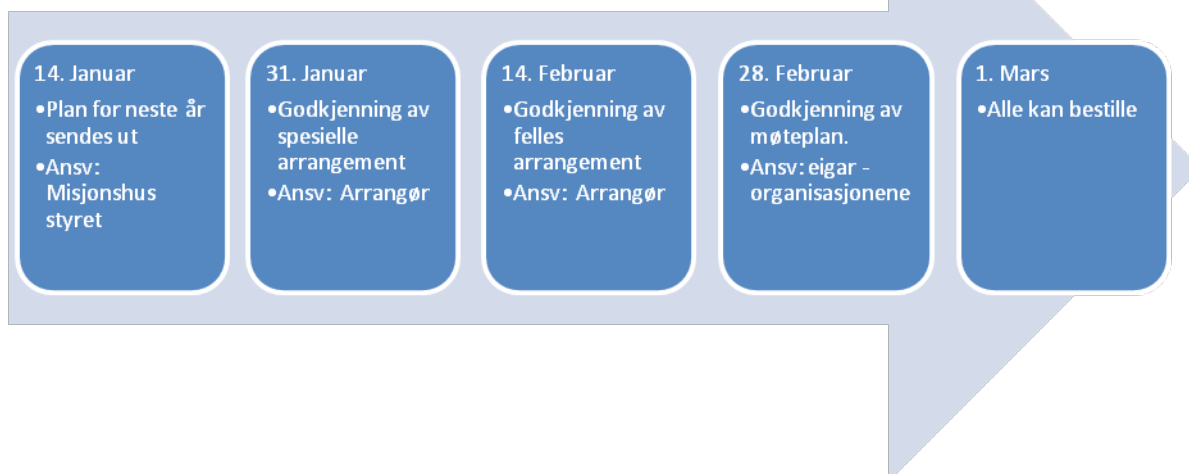 14. Januar
•Plan for neste år
sendes ut
•Ansv:
Misjonshus
styret
31. Januar
•Godkjenning av
spesielle
arrangement
•Ansv: Arrangør
14. Februar
•Godkjenning av
felles
arrangement
•Ansv: Arrangør
28. Februar
•Godkjenning av
møteplan.
•Ansv: eigar -
organisasjonene
1. Mars
•Alle kan bestille